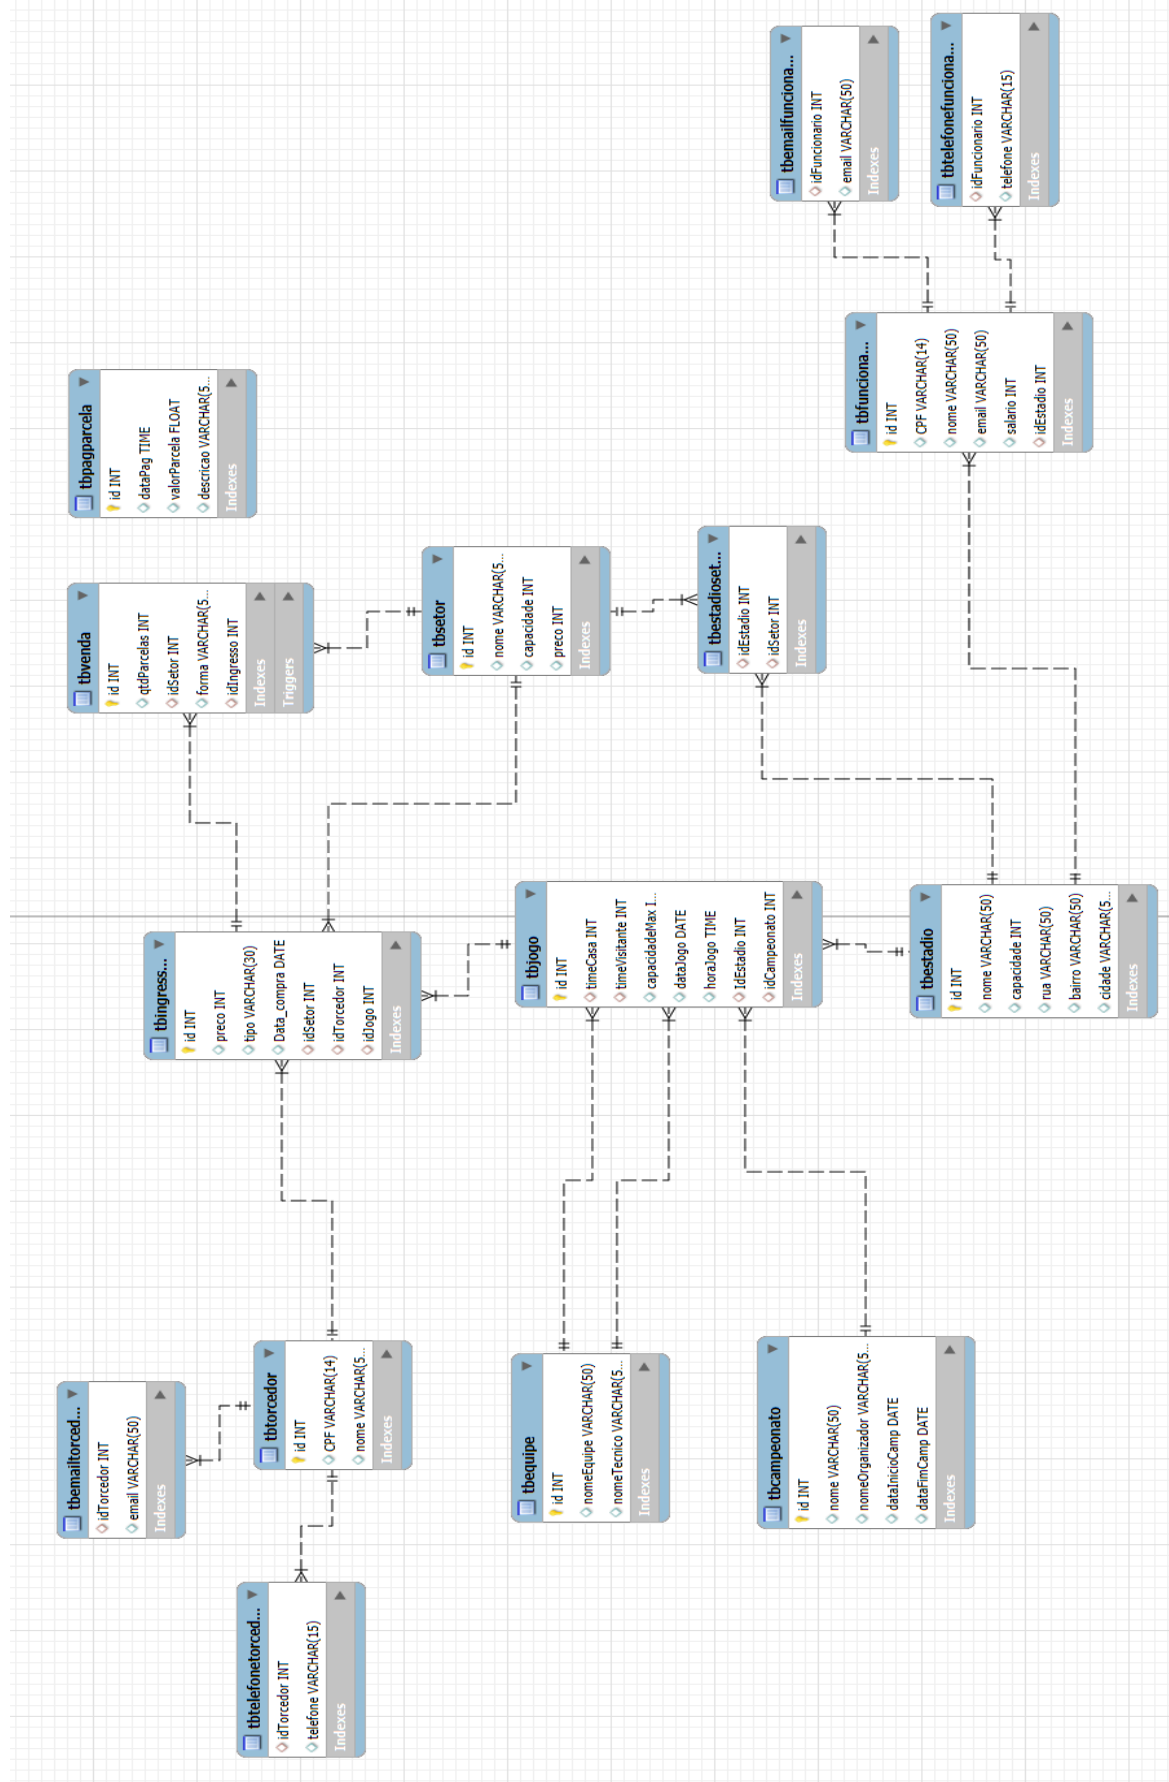 tbtelefonetorced...
idTorcedor INT
telefone VARCHAR(15)
Indexes
tbemailtorced...
idTorcedor INT
email VARCHAR(50)
Indexes
tbtorcedor
id INT
CPF VARCHAR(14)
nome VARCHAR(5...
Indexes
tbequipe
id INT
nomeEquipe VARCHAR(50)
nomeTecnico VARCHAR(5...
Indexes
tbcampeonato
id INT
nome VARCHAR(50)
nomeOrganizador VARCHAR(5...
dataInicioCamp DATE
dataFimCamp DATE
Indexes
tbingress...
id INT
preco INT
tipo VARCHAR(30)
Data_compra DATE
idSetor INT
idTorcedor INT
idJogo INT
Indexes
tbjogo
id INT
timeCasa INT
timeVisitante INT
capacidadeMax I...
dataJogo DATE
horaJogo TIME
IdEstadio INT
idCampeonato INT
Indexes
tbestadio
id INT
nome VARCHAR(50)
capacidade INT
rua VARCHAR(50)
bairro VARCHAR(50)
cidade VARCHAR(5...
Indexes
tbvenda
id INT
qtdParcelas INT
idSetor INT
forma VARCHAR(5...
idIngresso INT
Indexes
Triggers
tbsetor
id INT
nome VARCHAR(5...
capacidade INT
preco INT
Indexes
tbestadioset...
idEstadio INT
idSetor INT
Indexes
tbpagparcela
id INT
dataPag TIME
valorParcela FLOAT
descricao VARCHAR(5...
Indexes
tbfunciona...
id INT
CPF VARCHAR(14)
nome VARCHAR(50)
email VARCHAR(50)
salario INT
idEstadio INT
Indexes
tbemailfunciona...
idFuncionario INT
email VARCHAR(50)
Indexes
tbtelefonefunciona...
idFuncionario INT
telefone VARCHAR(15)
Indexes